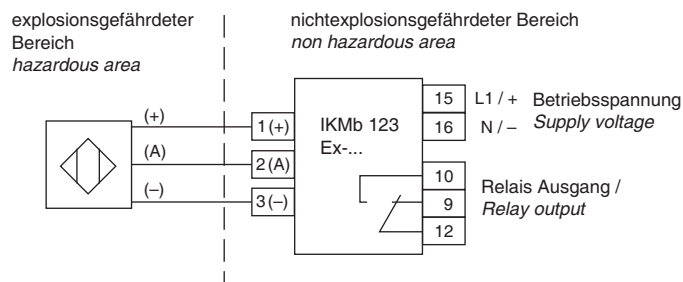 explosionsgefährdeter
Bereich
hazardous area
nichtexplosionsgefährdeter Bereich
non hazardous area
(+)
(A)
(–)
1 (+)
2 (A)
3 (–)
IKMb 123
Ex-...
15 L1 / + Betriebsspannung
16 N / – Supply voltage
10
9
12
Relais Ausgang /
Relay output